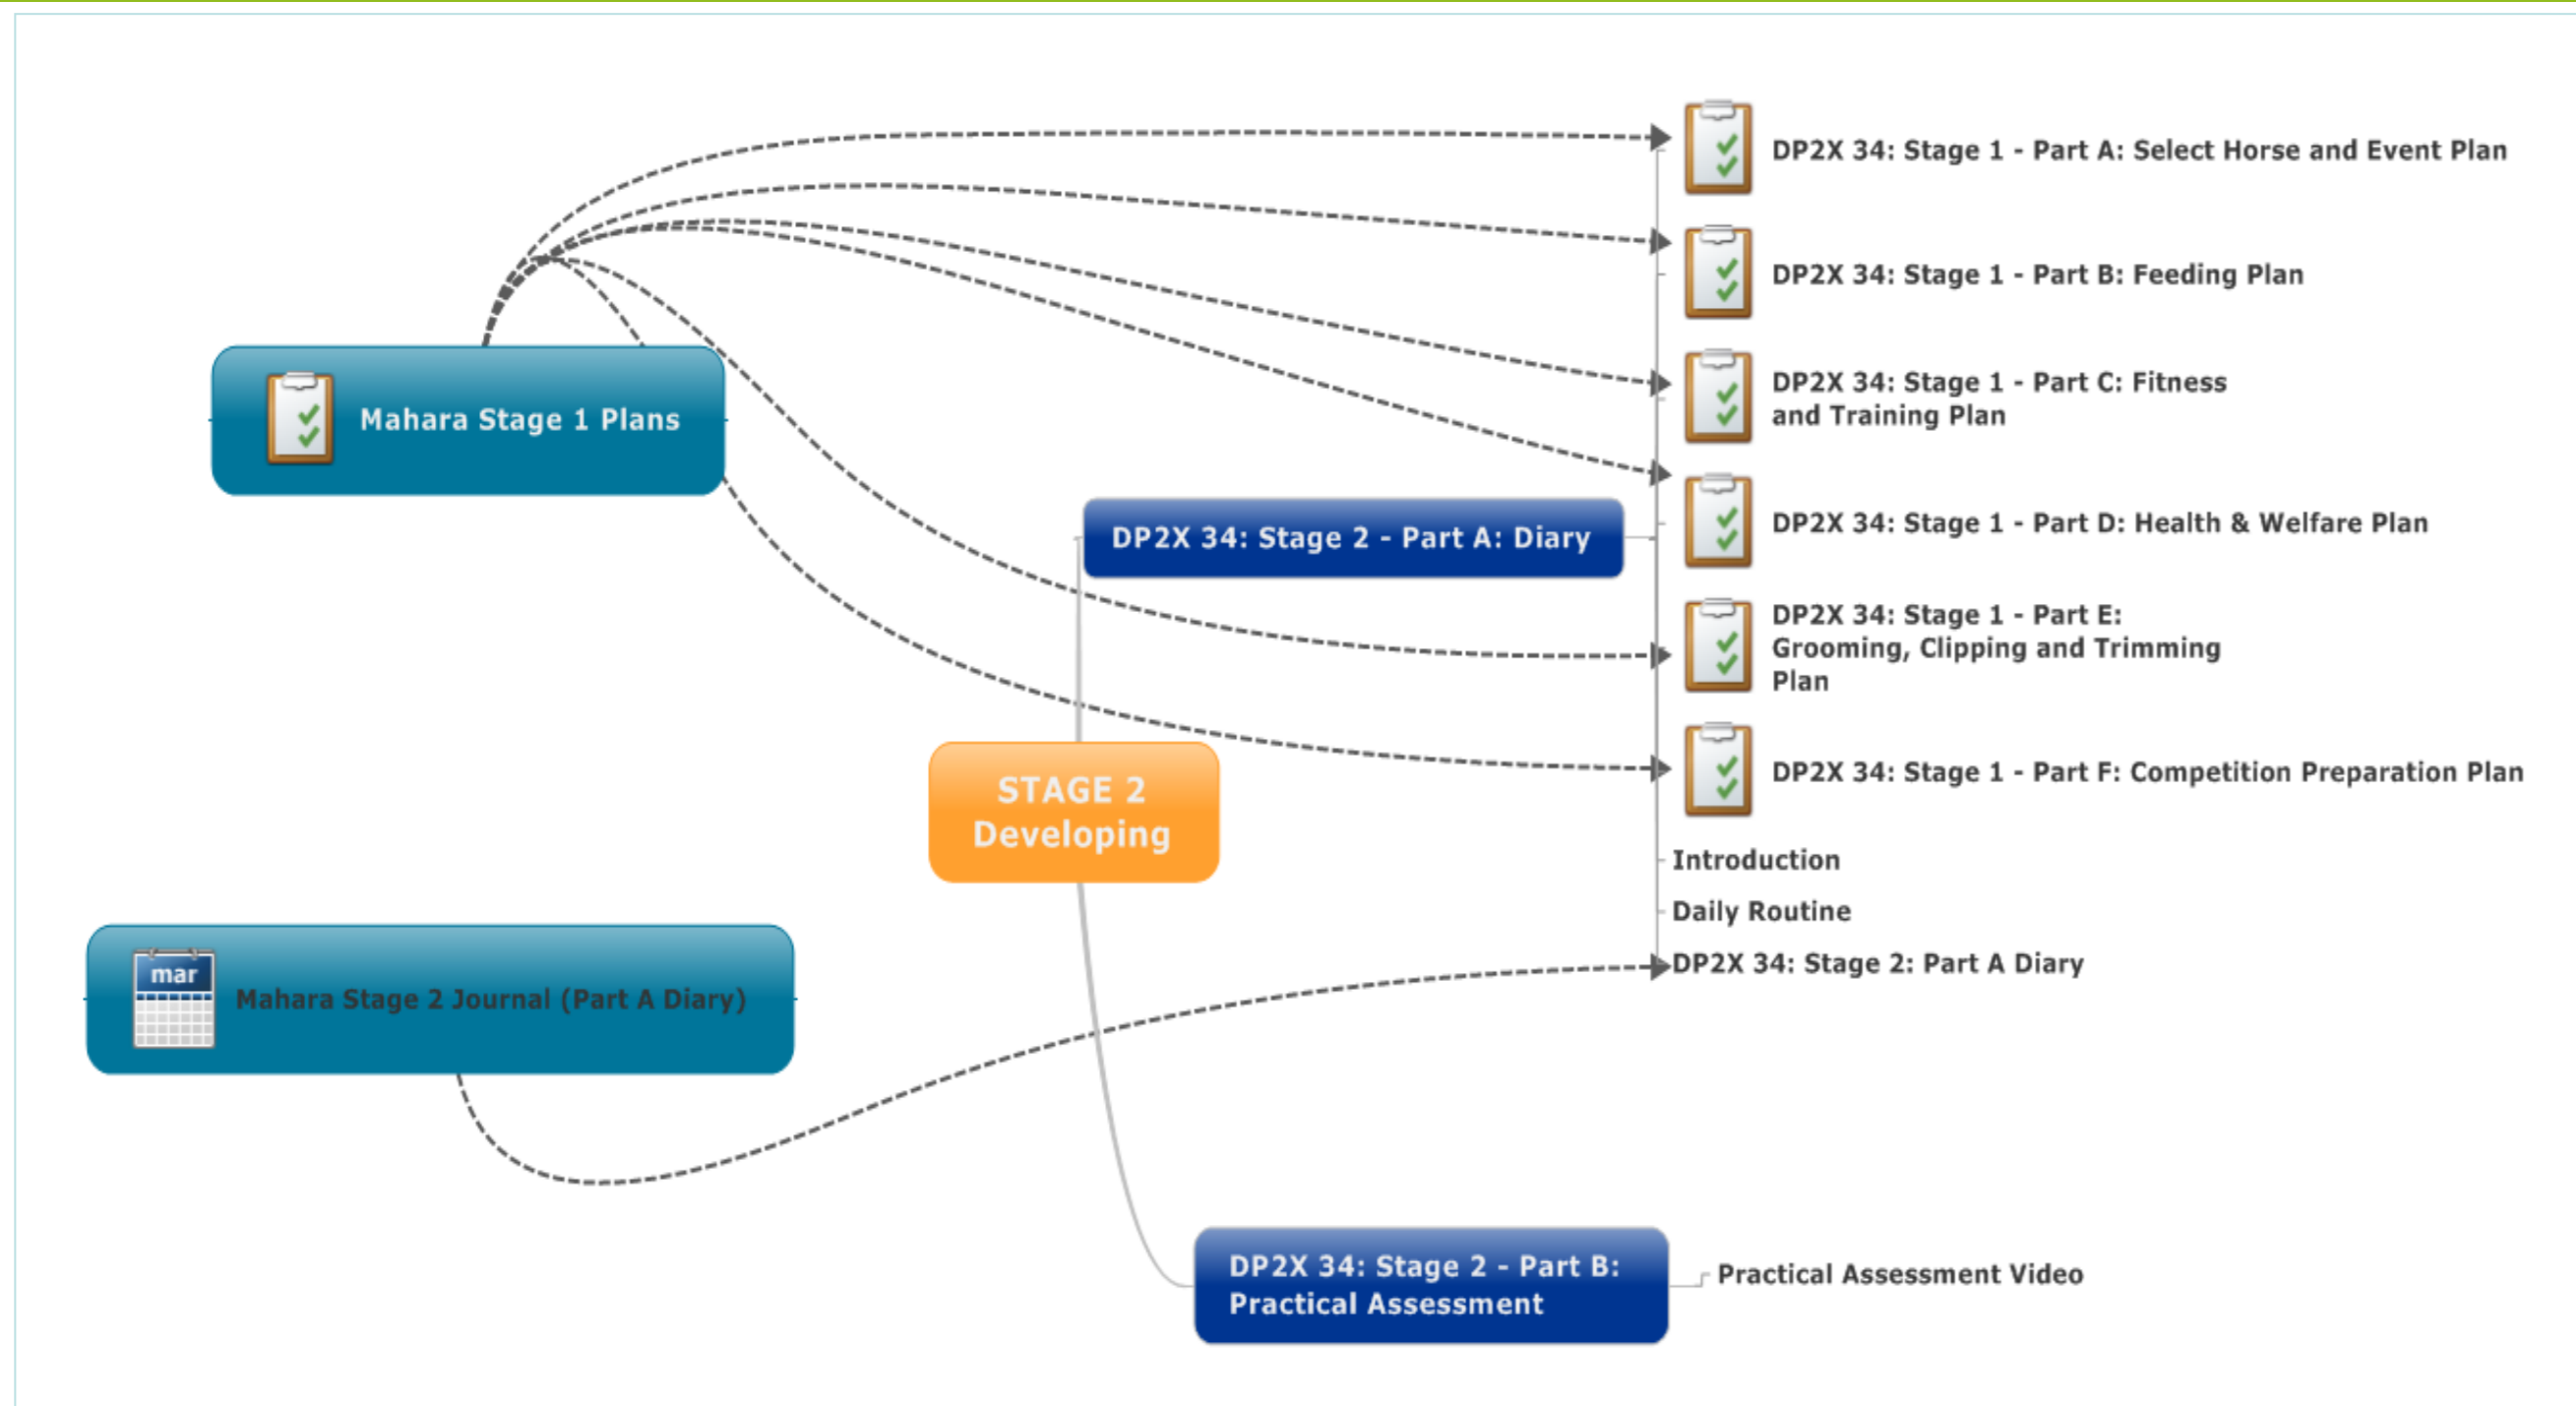 DP2X 34: Stage 1 - Part A: Select Horse and Event Plan
DP2X 34: Stage 1 - Part B: Feeding Plan
DP2X 34: Stage 1 - Part C: Fitness
and Training Plan
Mahara Stage 1 Plans
DP2X 34: Stage 1 - Part D: Health & Welfare Plan
DP2X 34: Stage 2 - Part A: Diary
DP2X 34: Stage 1 - Part E:
Grooming, Clipping and Trimming
Plan
DP2X 34: Stage 1 - Part F: Competition Preparation Plan
STAGE 2
Developing
Introduction
Daily Routine
DP2X 34: Stage 2: Part A Diary
mar
Mahara Stage 2 Journal (Part A Diary)
DP2X 34: Stage 2 - Part B:
Practical Assessment
Practical Assessment Video